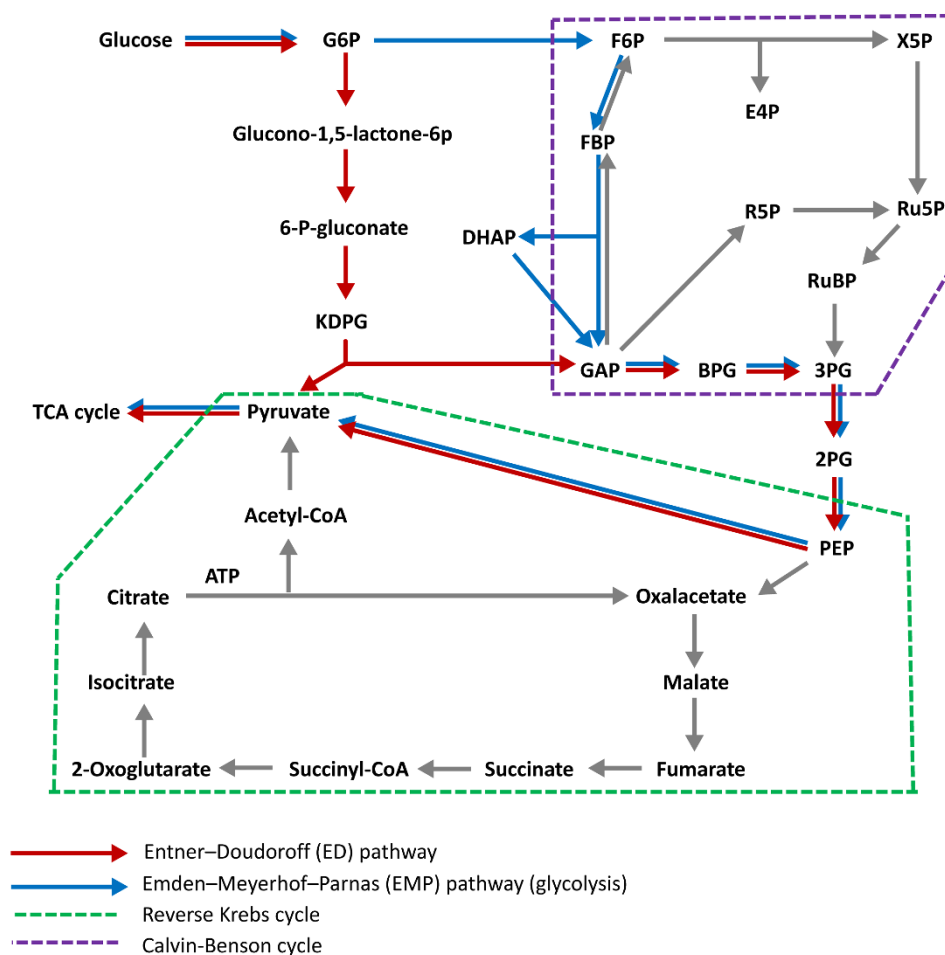 Glucose
G6P
F6P
X5P
E4P
Glucono-1,5-lactone-6p
FBP
6-P-gluconate
DHAP
R5P
Ru5P
RuBP
KDPG
GAP
BPG
3PG
TCA cycle
Pyruvate
2PG
Acetyl-CoA
PEP
ATP
Citrate
Oxalacetate
Isocitrate
Malate
2-Oxoglutarate
Succinyl-CoA
Succinate
Fumarate
Entner–Doudoroff (ED) pathway
Emden–Meyerhof–Parnas (EMP) pathway (glycolysis)
Reverse Krebs cycle
Calvin-Benson cycle